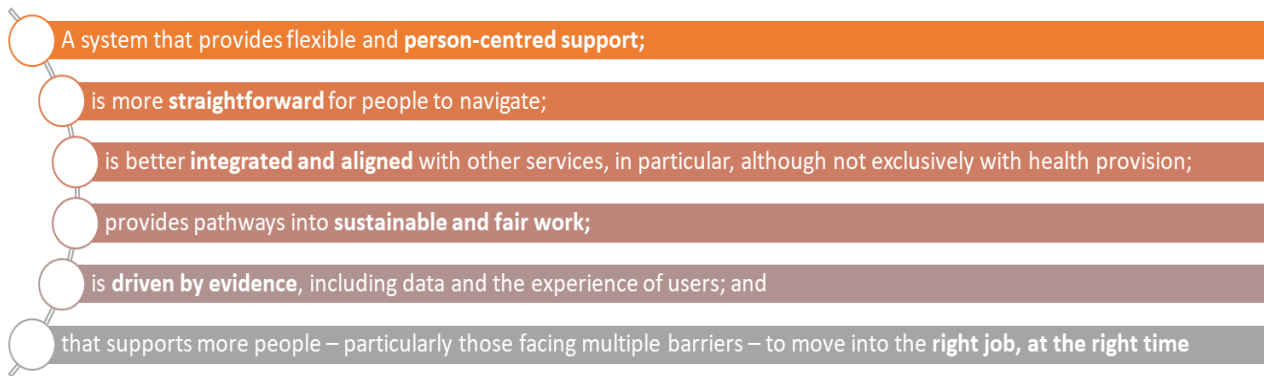 A system that provides flexible and person-centred support;
is more straightforward for people to navigate;
is better integrated and aligned with other services, in particular, although not exclusively with health provision;
provides pathways into sustainable and fair work;
is driven by evidence, including data and the experience of users; and
that supports more people – particularly those facing multiple barriers – to move into the right job, at the right time